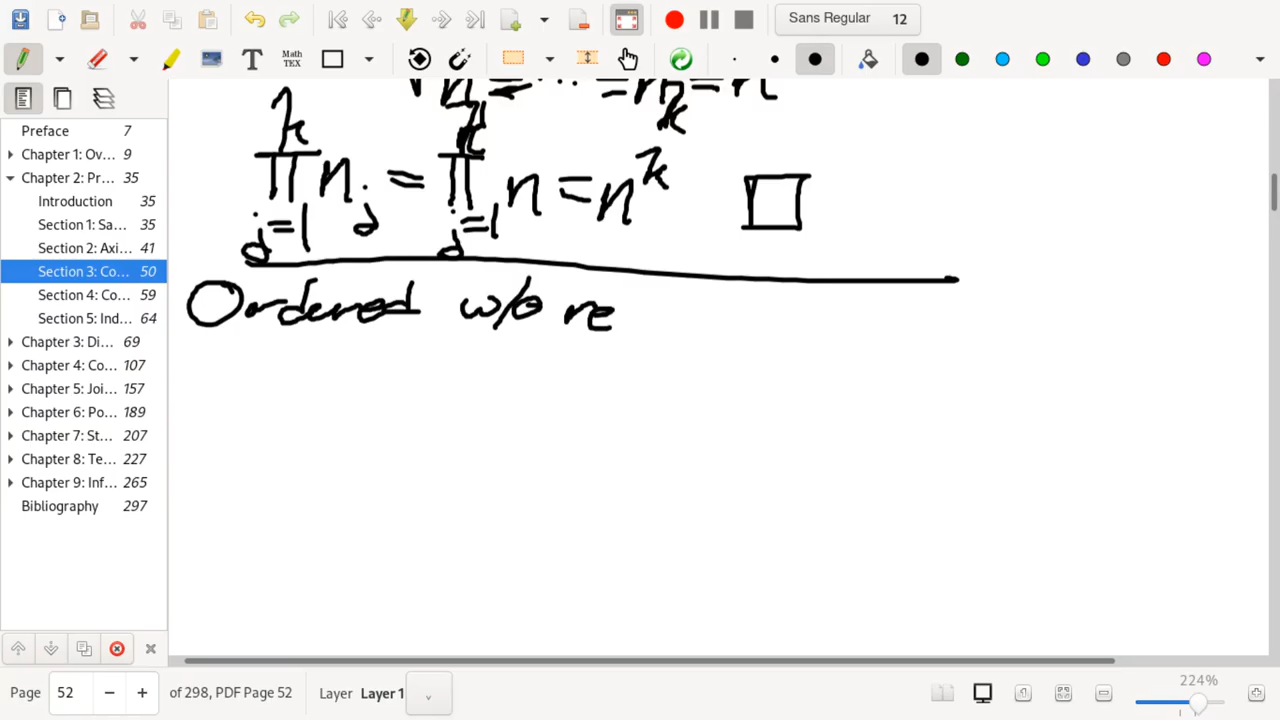 Sans Regular 12
Math
TEX
Preface 7
Chapter 1: Ov... 9
Chapter 2: Pr... 35
Introduction 35
Section 1: Sa... 35
Section 2: Axi... 41
Section 3: Co... 50
Section 4: Co... 59
Section 5: Ind... 64
Chapter 3: Di... 69
Chapter 4: Co... 107
Chapter 5: Joi... 157
Chapter 6: Po... 189
Chapter 7: St... 207
Chapter 8: Te... 227
Chapter 9: Inf... 265
Bibliography 297
k k
∏ n_j = ∏ n = n^k □
j=1 j=1
Ordered w/o re
Page 52 of 298, PDF Page 52 Layer Layer 1 224%